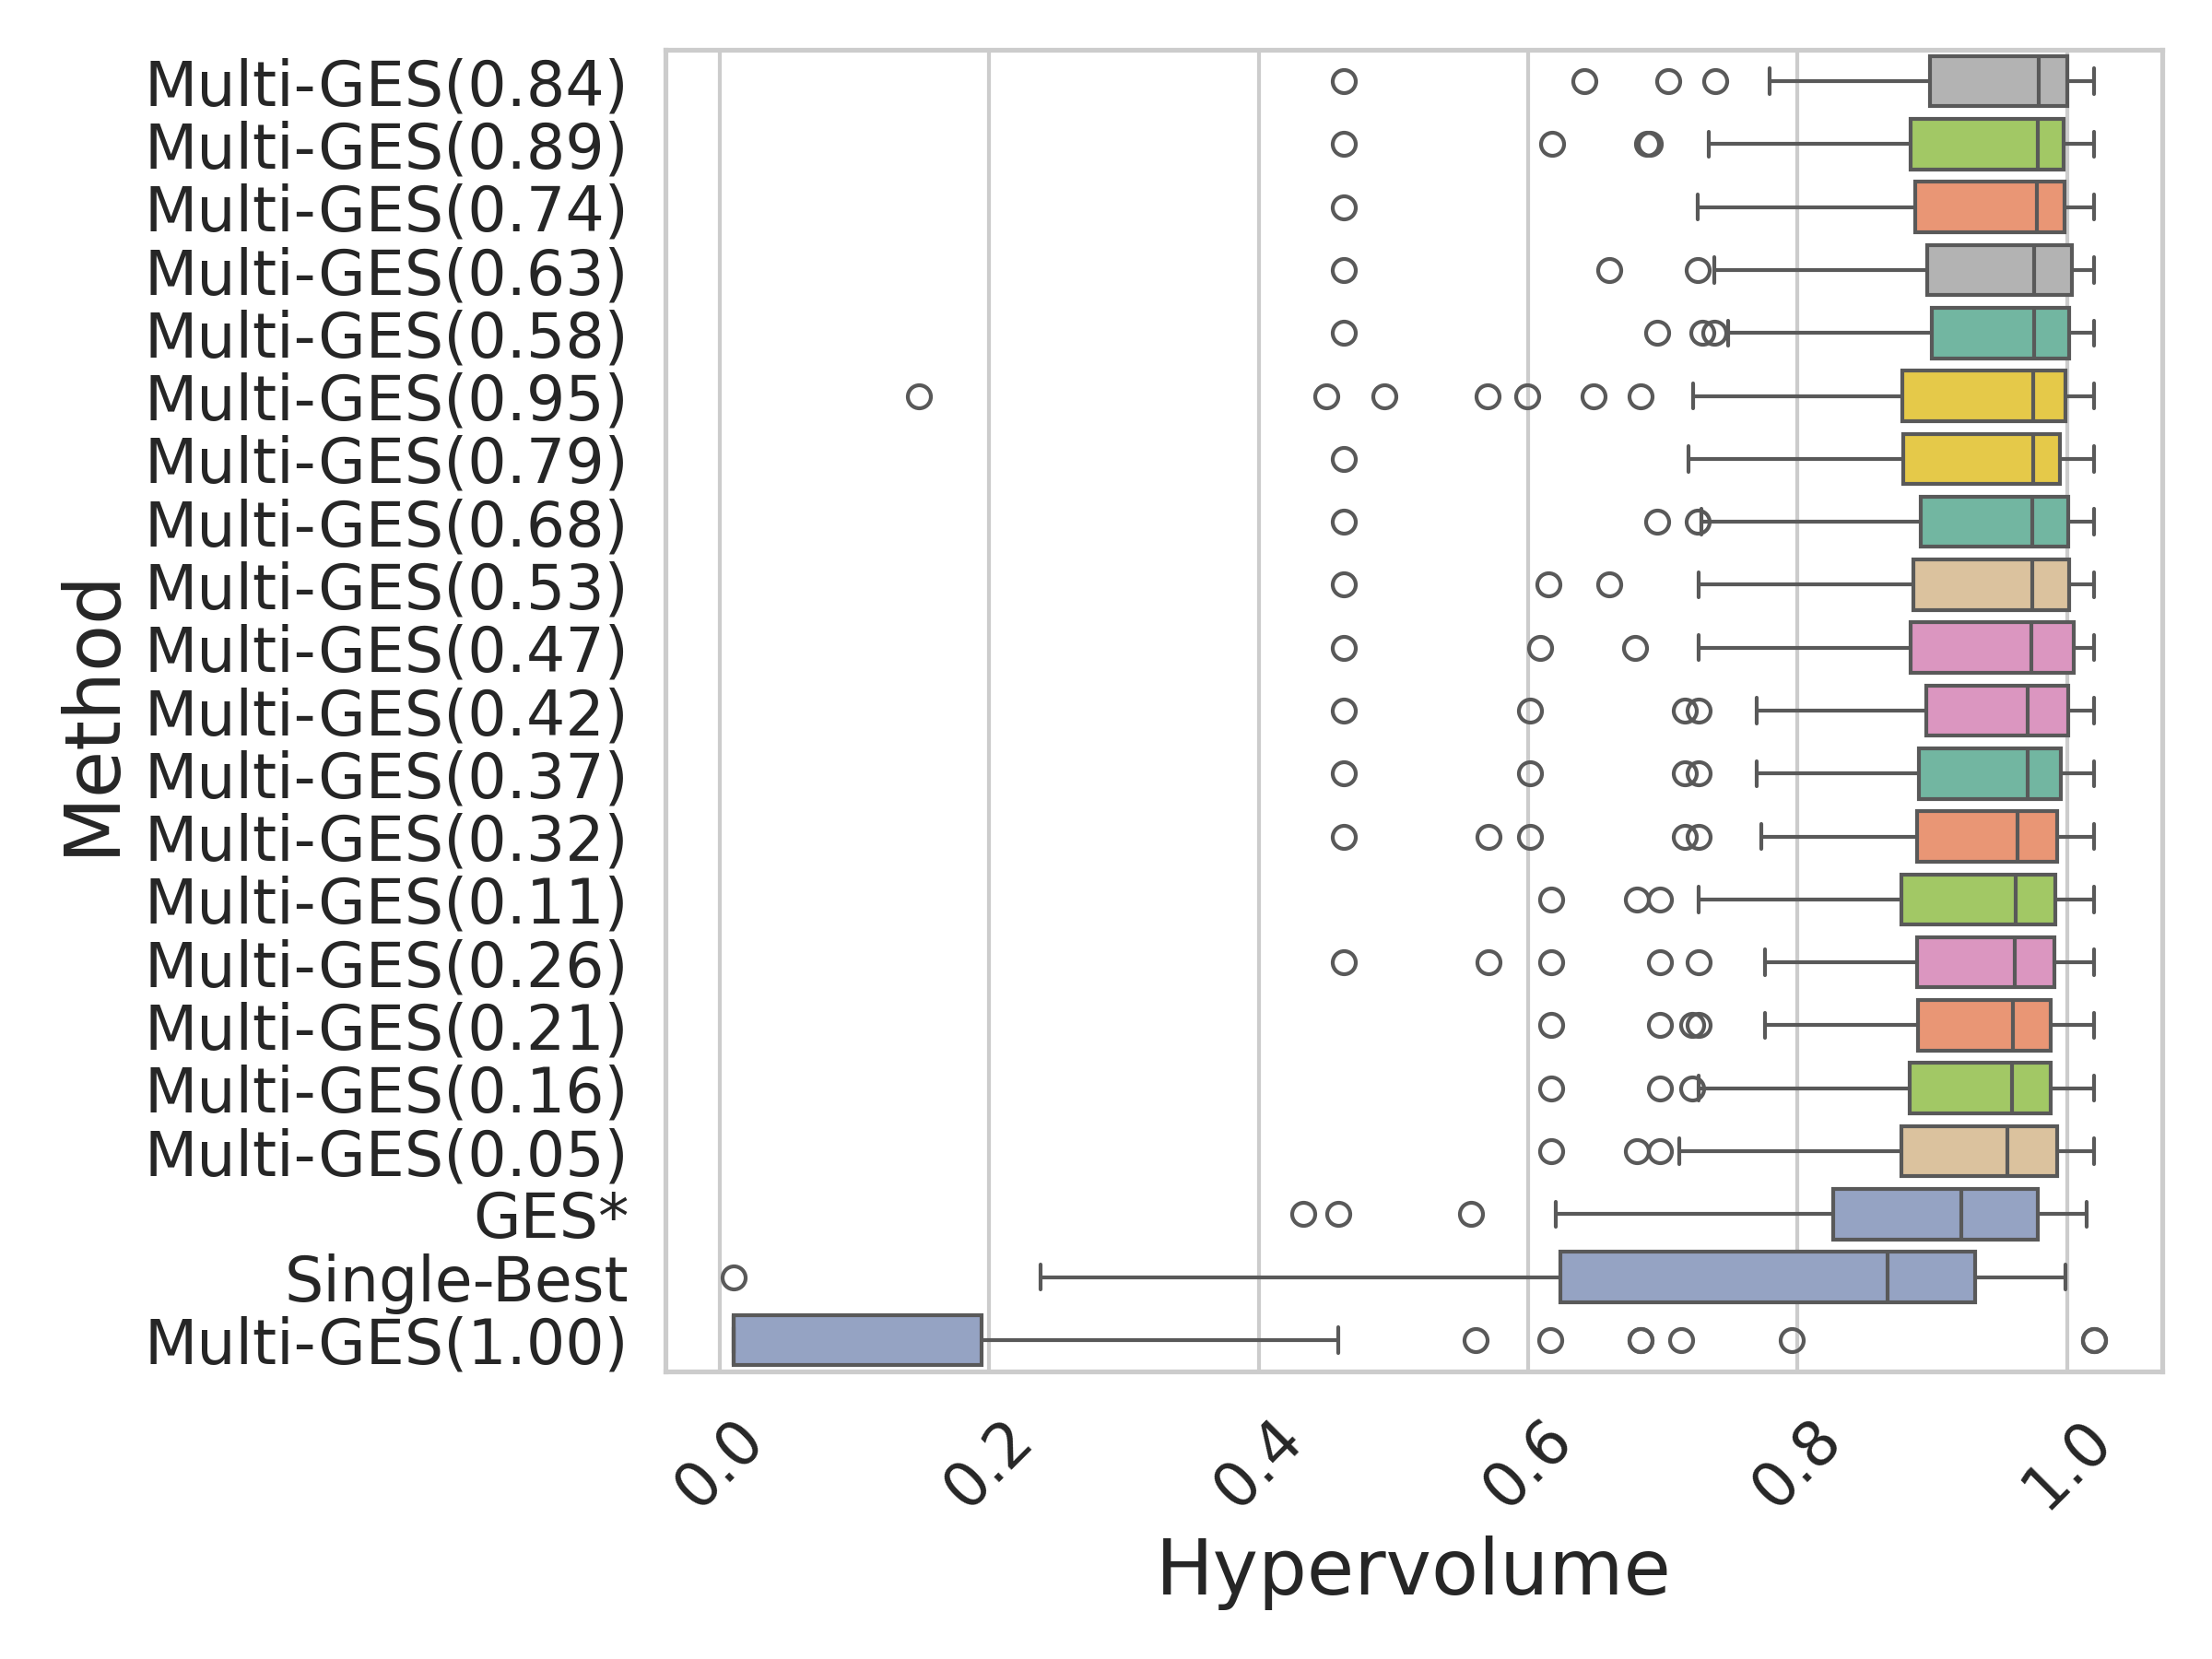 Multi-GES(0.84)
Multi-GES(0.89)
Multi-GES(0.74)
Multi-GES(0.63)
Multi-GES(0.58)
Multi-GES(0.95)
Multi-GES(0.79)
Multi-GES(0.68)
Multi-GES(0.53)
Multi-GES(0.47)
Multi-GES(0.42)
Multi-GES(0.37)
Multi-GES(0.32)
Multi-GES(0.11)
Multi-GES(0.26)
Multi-GES(0.21)
Multi-GES(0.16)
Multi-GES(0.05)
GES*
Single-Best
Multi-GES(1.00)
Method
0.0 0.2 0.4 0.6 0.8 1.0
Hypervolume